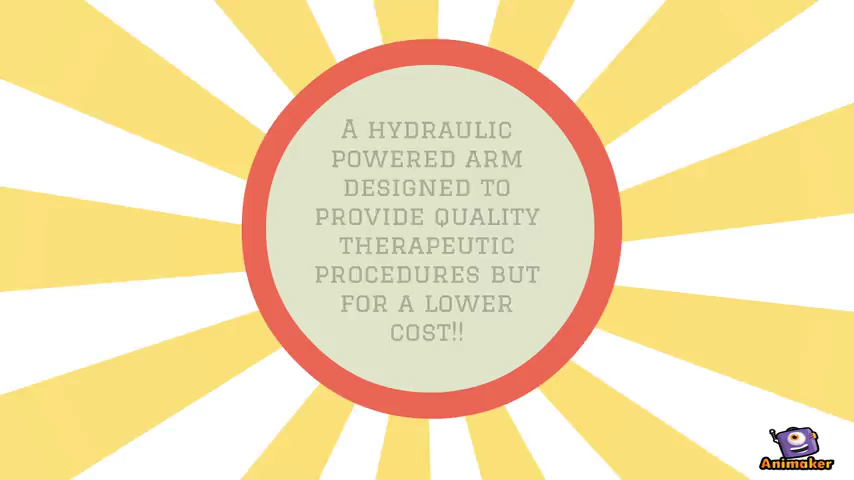 A HYDRAULIC
POWERED ARM
DESIGNED TO
PROVIDE QUALITY
THERAPEUTIC
PROCEDURES BUT
FOR A LOWER
COST!!
Animaker